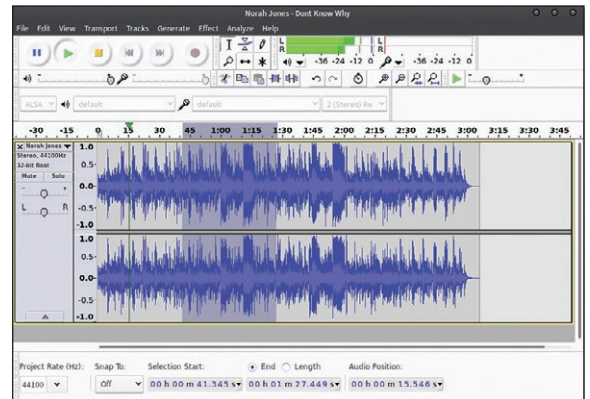 Norah Jones - Dont Know Why
File Edit View Transport Tracks Generate Effect Analyze Help
L
R
-36 -24 -12 0
L
R
-36 -24 -12 0
ALSA default default 2 (Stereo) Re
-30 -15 0 15 30 45 1:00 1:15 1:30 1:45 2:00 2:15 2:30 2:45 3:00 3:15 3:30 3:45
x Norah Jones
Stereo, 44100Hz
32-bit float
Mute Solo
- +
L R
1.0
0.5-
0.0-
-0.5-
-1.0
1.0
0.5-
0.0-
-0.5-
-1.0
Project Rate (Hz): Snap To: Selection Start: End Length Audio Position:
44100 Off 00 h 00 m 41.345 s 00 h 01 m 27.449 s 00 h 00 m 15.546 s